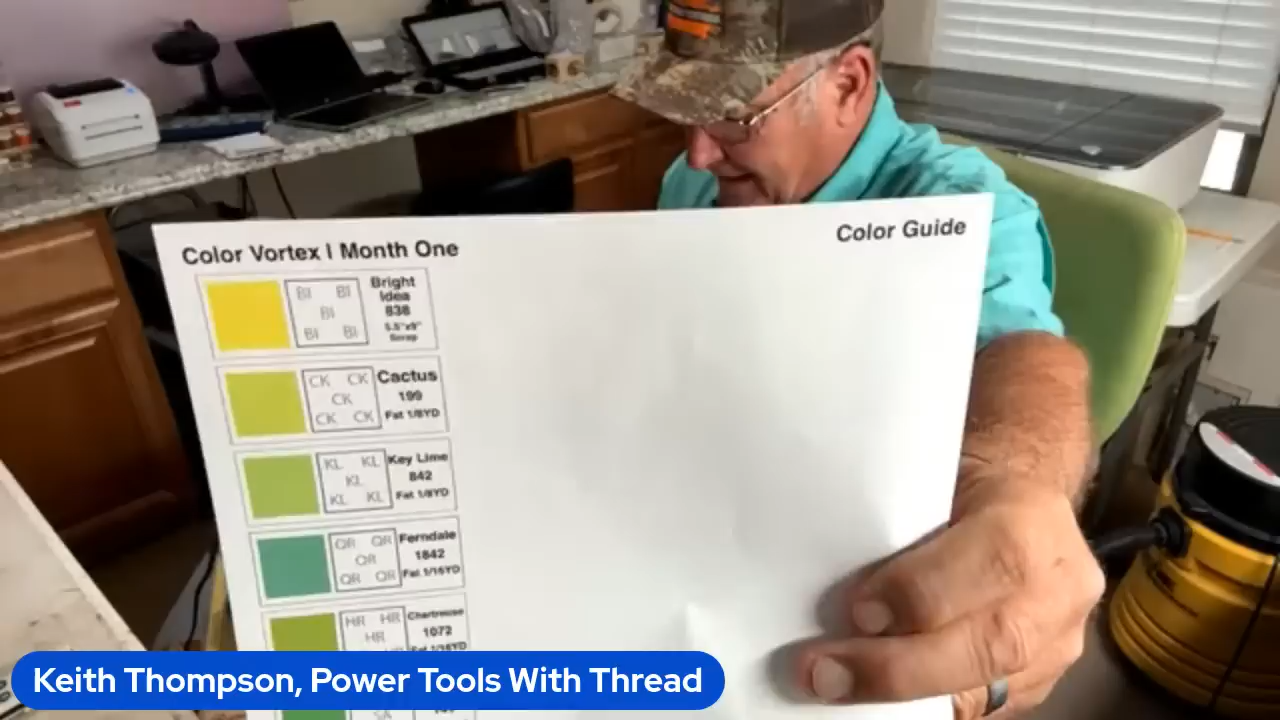 Color Vortex | Month One
Color Guide
BI BI
BI
BI BI
Bright
Idea
838
5.5"x9"
Scrap
CK CK
CK
CK CK
Cactus
199
Fat 1/8YD
KL KL
KL
KL KL
Key Lime
842
Fat 1/8YD
QR QR
QR
QR QR
Ferndale
1842
Fat 1/16YD
HR HR
HR
Chartreuse
1072
Fat 1/16YD
Keith Thompson, Power Tools With Thread